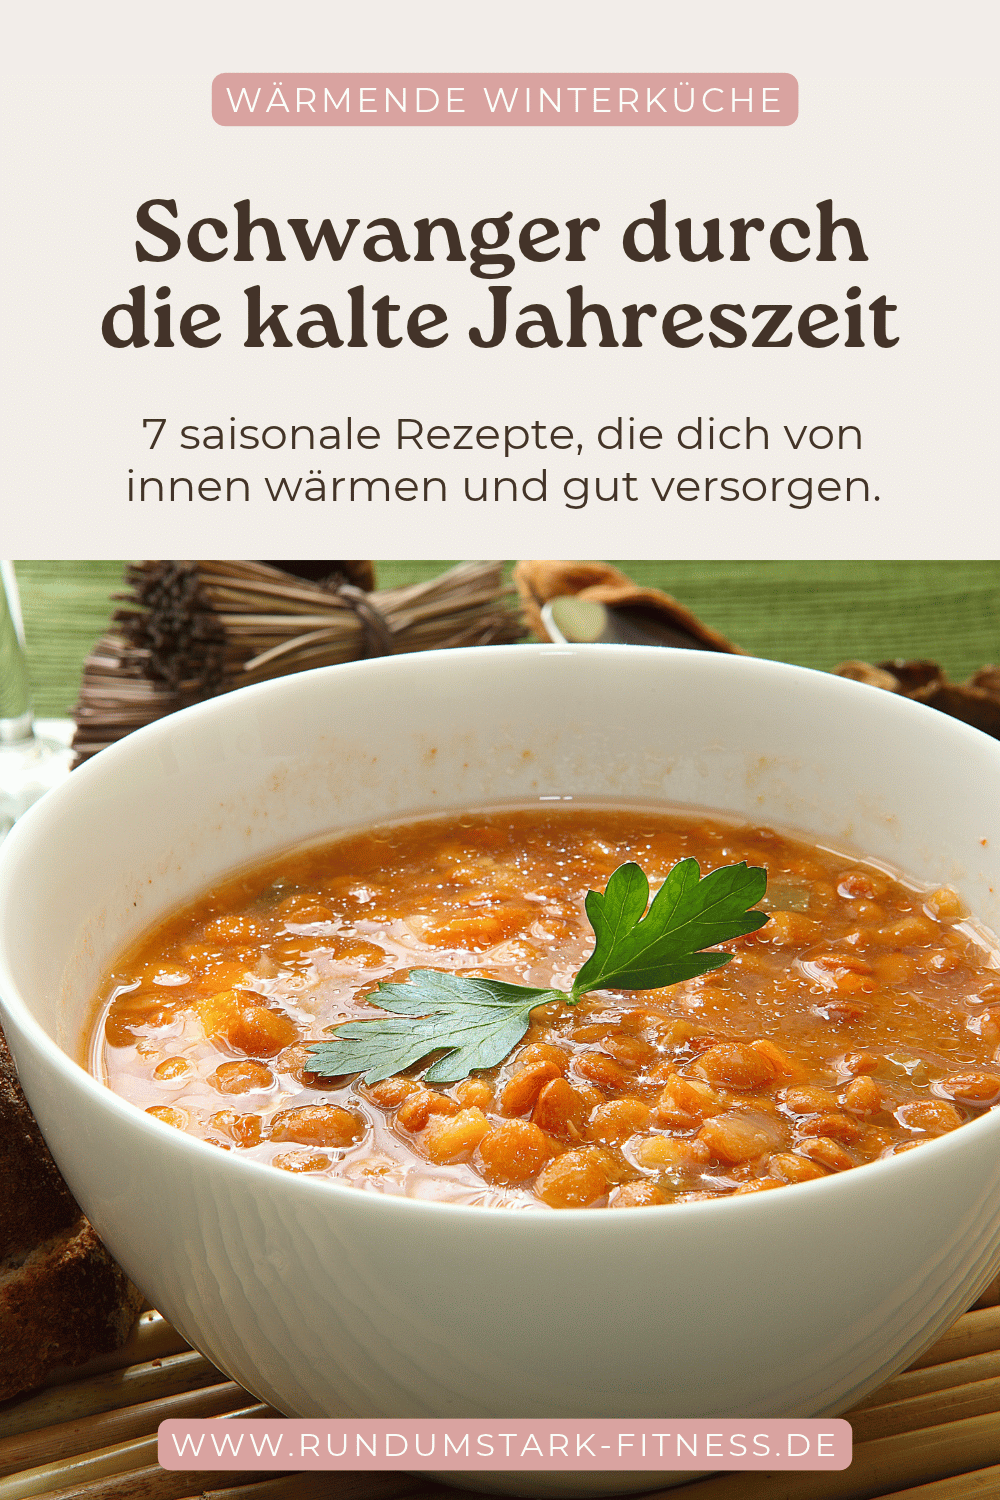 WÄRMENDE WINTERKÜCHE
Schwanger durch
die kalte Jahreszeit
7 saisonale Rezepte, die dich von
innen wärmen und gut versorgen.
WWW.RUNDUMSTARK-FITNESS.DE